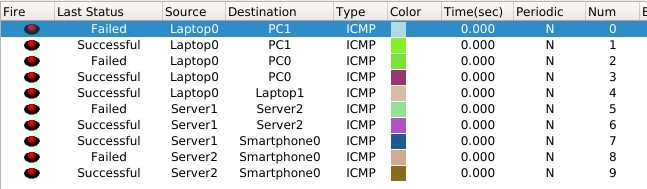 Fire Last Status Source Destination Type Color Time(sec) Periodic Num E
Failed Laptop0 PC1 ICMP 0.000 N 0
Successful Laptop0 PC1 ICMP 0.000 N 1
Failed Laptop0 PC0 ICMP 0.000 N 2
Successful Laptop0 PC0 ICMP 0.000 N 3
Successful Laptop0 Laptop1 ICMP 0.000 N 4
Failed Server1 Server2 ICMP 0.000 N 5
Successful Server1 Server2 ICMP 0.000 N 6
Successful Server1 Smartphone0 ICMP 0.000 N 7
Failed Server2 Smartphone0 ICMP 0.000 N 8
Successful Server2 Smartphone0 ICMP 0.000 N 9